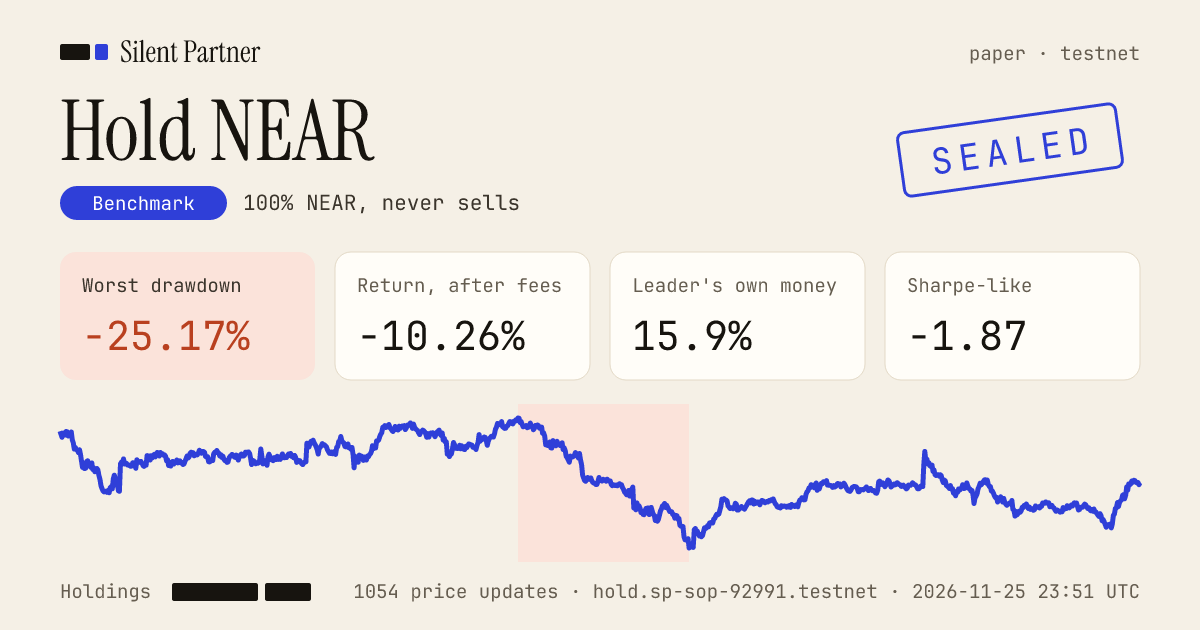 Silent Partner
paper · testnet
Hold NEAR
SEALED
Benchmark
100% NEAR, never sells
Worst drawdown
-25.17%
Return, after fees
-10.26%
Leader's own money
15.9%
Sharpe-like
-1.87
Holdings
1054 price updates · hold.sp-sop-92991.testnet · 2026-11-25 23:51 UTC